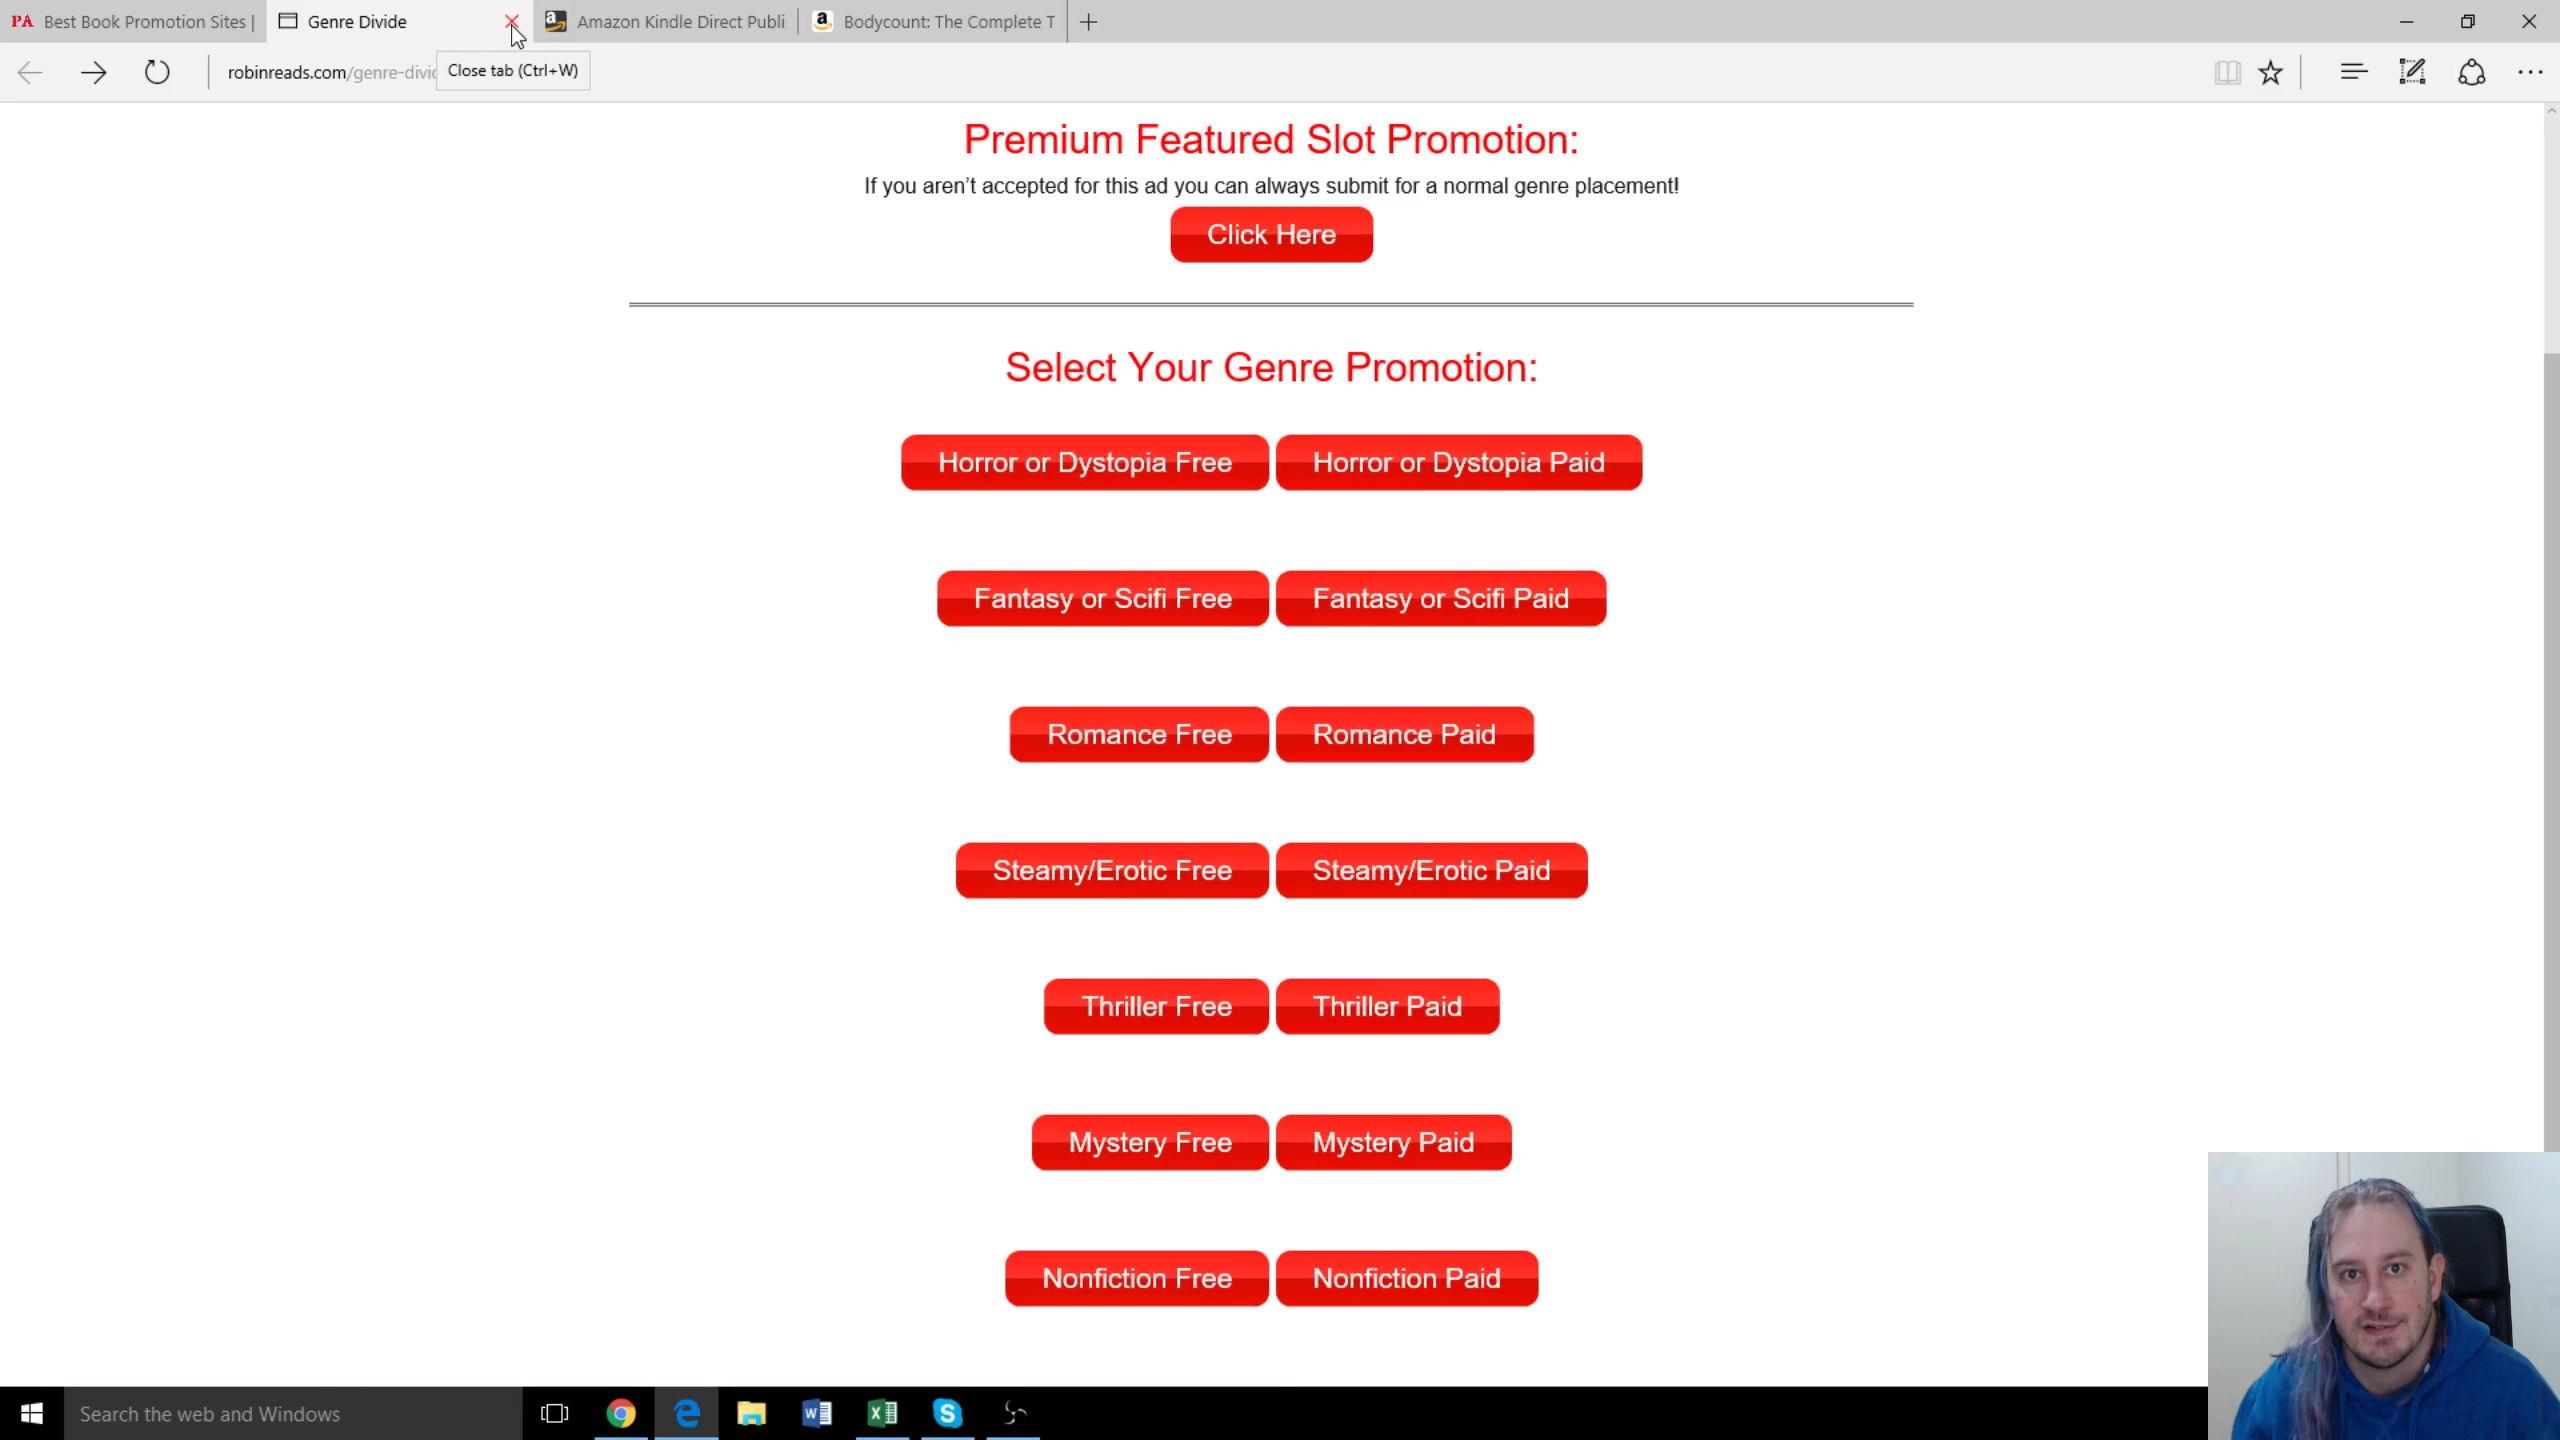 PA Best Book Promotion Sites |
Genre Divide
Amazon Kindle Direct Publi
Bodycount: The Complete T
robinreads.com/genre-divid
Close tab (Ctrl+W)
Premium Featured Slot Promotion:
If you aren't accepted for this ad you can always submit for a normal genre placement!
Click Here
Select Your Genre Promotion:
Horror or Dystopia Free Horror or Dystopia Paid
Fantasy or Scifi Free Fantasy or Scifi Paid
Romance Free Romance Paid
Steamy/Erotic Free Steamy/Erotic Paid
Thriller Free Thriller Paid
Mystery Free Mystery Paid
Nonfiction Free Nonfiction Paid
Search the web and Windows